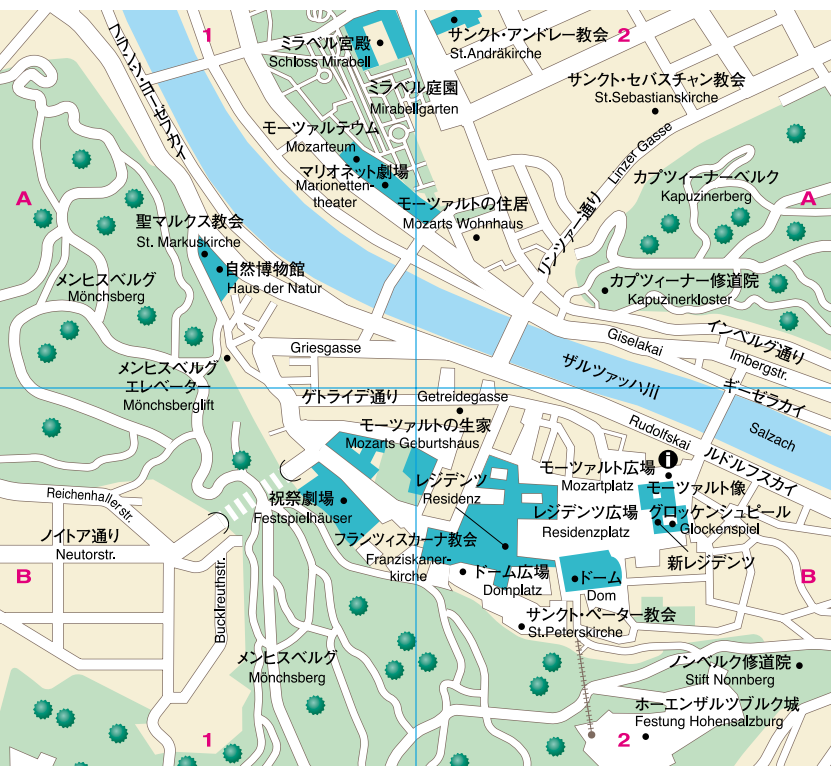 1
2
フランツ・ヨーゼフカイ
ミラベル宮殿
Schloss Mirabell
サンクト・アンドレー教会
St.Andräkirche
ミラベル庭園
Mirabellgarten
サンクト・セバスチャン教会
St.Sebastianskirche
モーツァルテウム
Mozarteum
マリオネット劇場
Marionetten-
theater
リンツァー通り
Linzer Gasse
カプツィーナーベルク
Kapuzinerberg
A
A
モーツァルトの住居
Mozarts Wohnhaus
聖マルクス教会
St. Markuskirche
自然博物館
Haus der Natur
メンヒスベルグ
Mönchsberg
カプツィーナー修道院
Kapuzinerkloster
Griesgasse
Giselakai
インベルグ通り
Imbergstr.
メンヒスベルグ
エレベーター
Mönchsberglift
ザルツァッハ川
ギーゼラカイ
Salzach
ゲトライデ通り
Getreidegasse
Rudolfskai
ルドルフスカイ
モーツァルトの生家
Mozarts Geburtshaus
モーツァルト広場
Mozartplatz
i
モーツァルト像
レジデンツ
Residenz
Reichenhallerstr.
祝祭劇場
Festspielhäuser
レジデンツ広場
Residenzplatz
グロッケンシュピール
Glockenspiel
ノイトア通り
Neutorstr.
フランツィスカーナ教会
Franziskaner-
kirche
新レジデンツ
B
B
ドーム広場
Domplatz
ドーム
Dom
Bucklreuthstr.
サンクト・ペーター教会
St.Peterskirche
メンヒスベルグ
Mönchsberg
ノンベルク修道院
Stift Nonnberg
ホーエンザルツブルク城
Festung Hohensalzburg
1
2